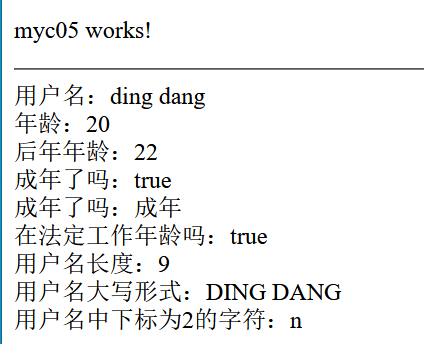 myc05 works!
用户名：ding dang
年龄：20
后年年龄：22
成年了吗：true
成年了吗：成年
在法定工作年龄吗：true
用户名长度：9
用户名大写形式：DING DANG
用户名中下标为2的字符：n